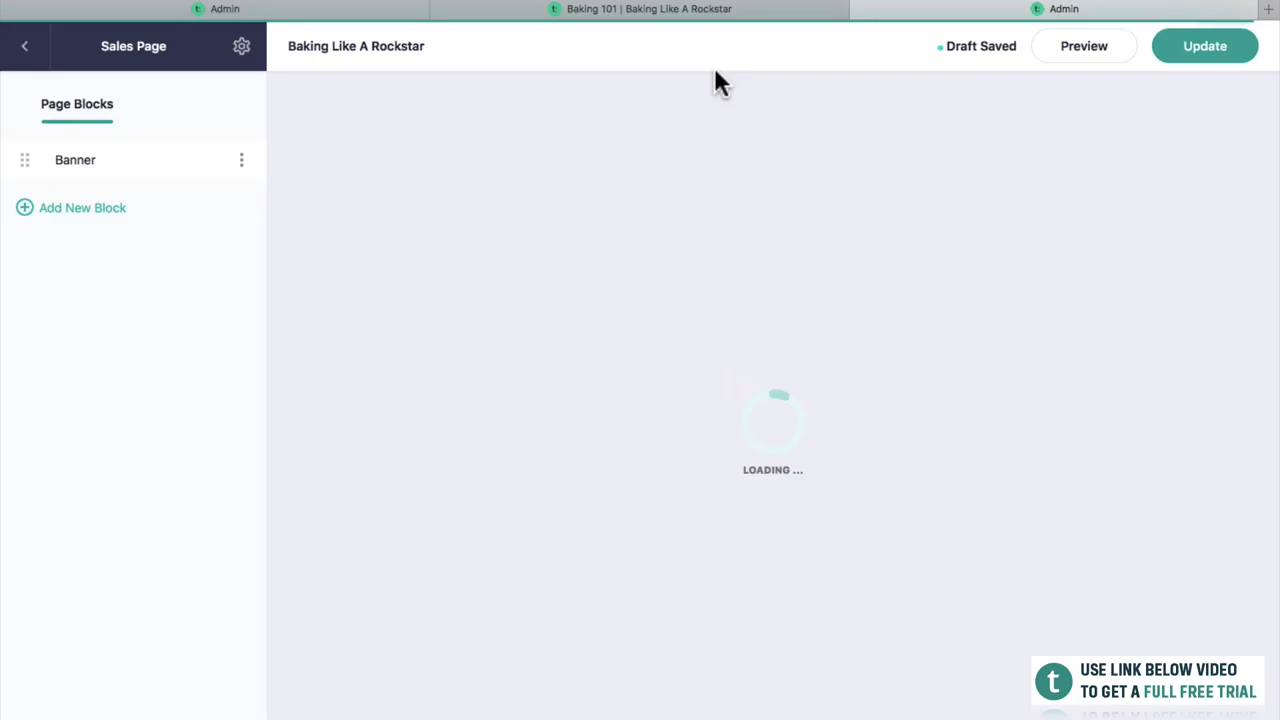 Admin
Baking 101 | Baking Like A Rockstar
Admin
Sales Page
Baking Like A Rockstar
Draft Saved
Preview
Update
Page Blocks
Banner
Add New Block
LOADING ...
t
USE LINK BELOW VIDEO
TO GET A FULL FREE TRIAL